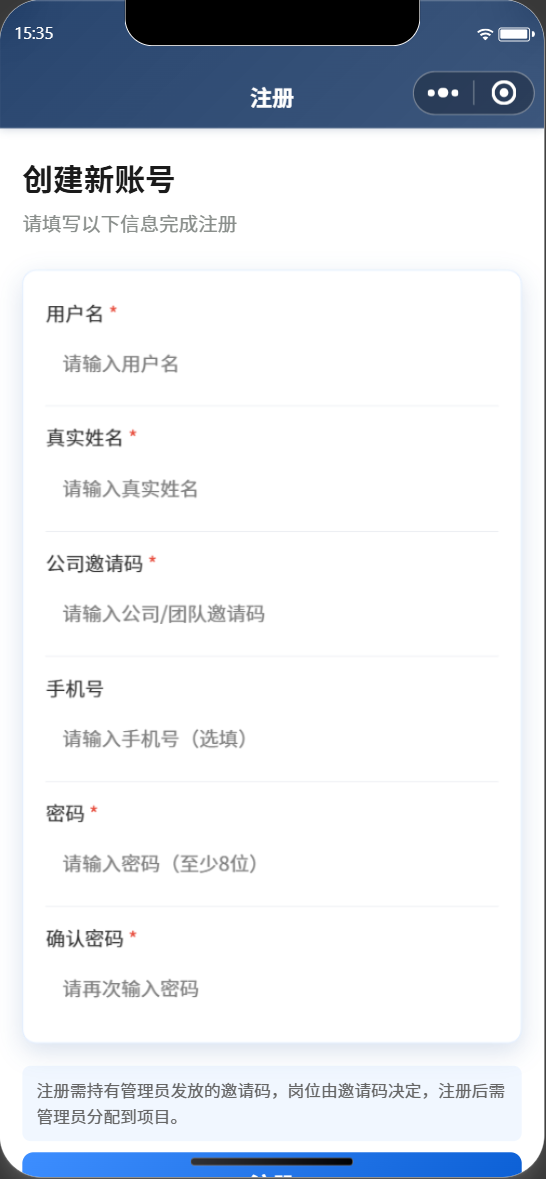 15:35
注册
创建新账号
请填写以下信息完成注册
用户名 *
请输入用户名
真实姓名 *
请输入真实姓名
公司邀请码 *
请输入公司/团队邀请码
手机号
请输入手机号（选填）
密码 *
请输入密码（至少8位）
确认密码 *
请再次输入密码
注册需持有管理员发放的邀请码，岗位由邀请码决定，注册后需
管理员分配到项目。